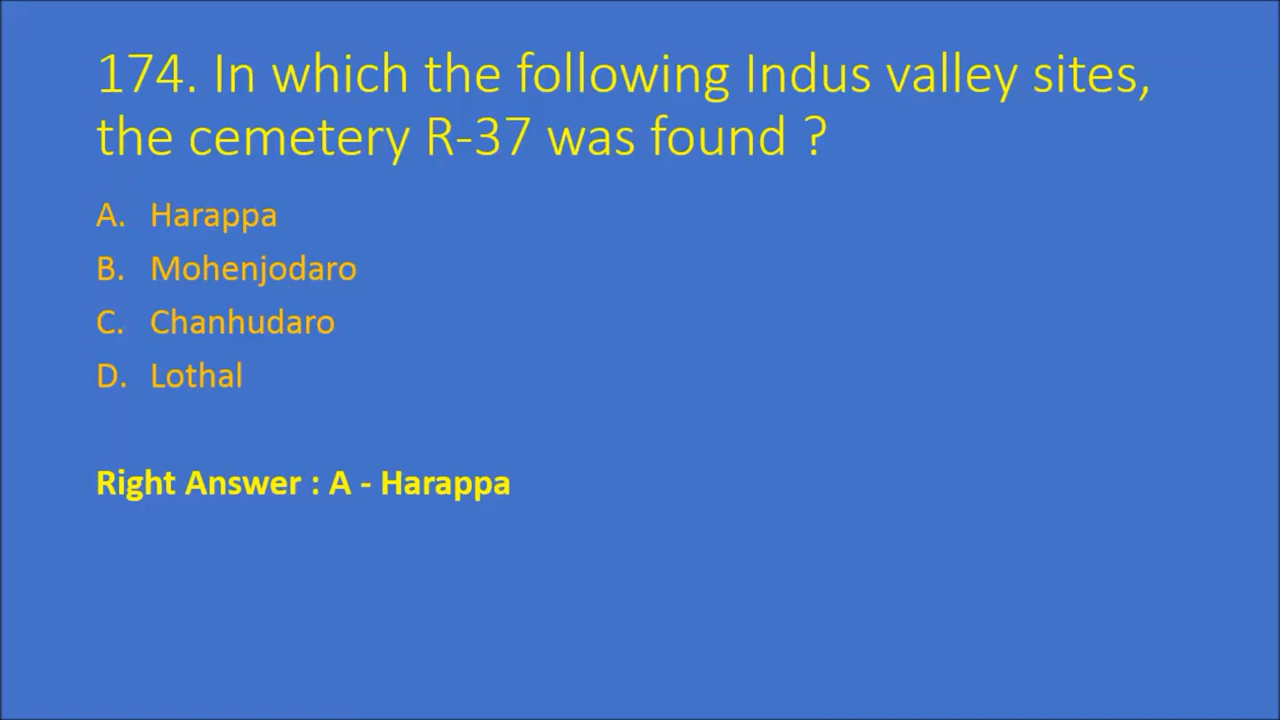 174. In which the following Indus valley sites,
the cemetery R-37 was found ?
A. Harappa
B. Mohenjodaro
C. Chanhudaro
D. Lothal
Right Answer : A - Harappa